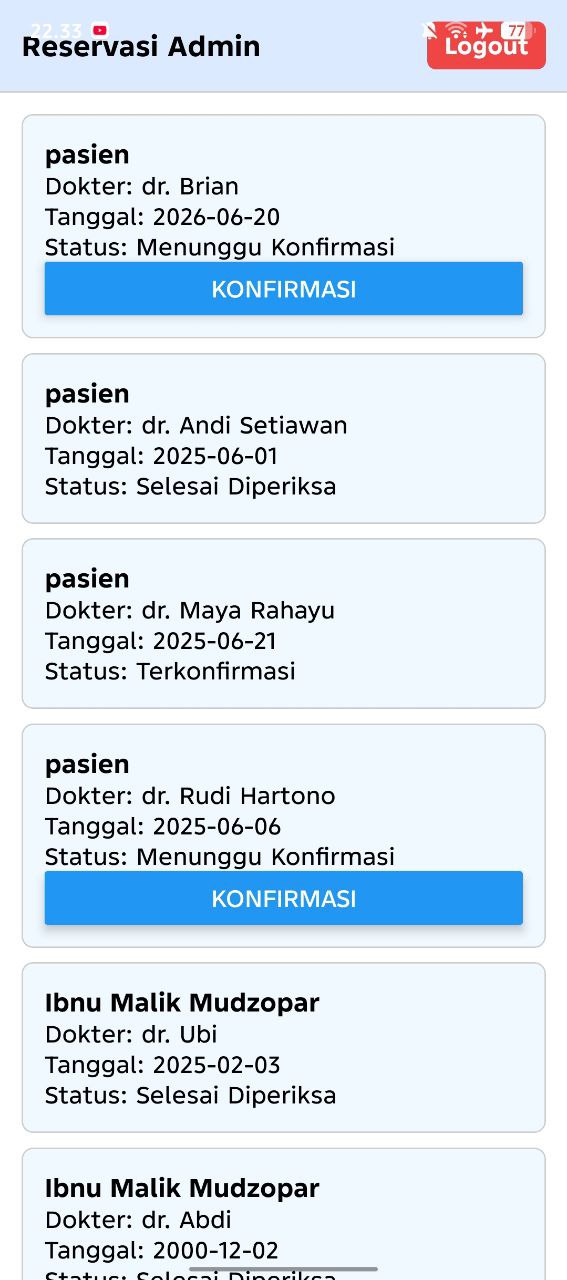 22.33
77
Reservasi Admin
Logout
pasien
Dokter: dr. Brian
Tanggal: 2026-06-20
Status: Menunggu Konfirmasi
KONFIRMASI
pasien
Dokter: dr. Andi Setiawan
Tanggal: 2025-06-01
Status: Selesai Diperiksa
pasien
Dokter: dr. Maya Rahayu
Tanggal: 2025-06-21
Status: Terkonfirmasi
pasien
Dokter: dr. Rudi Hartono
Tanggal: 2025-06-06
Status: Menunggu Konfirmasi
KONFIRMASI
Ibnu Malik Mudzopar
Dokter: dr. Ubi
Tanggal: 2025-02-03
Status: Selesai Diperiksa
Ibnu Malik Mudzopar
Dokter: dr. Abdi
Tanggal: 2000-12-02
Status: Selesai Diperiksa